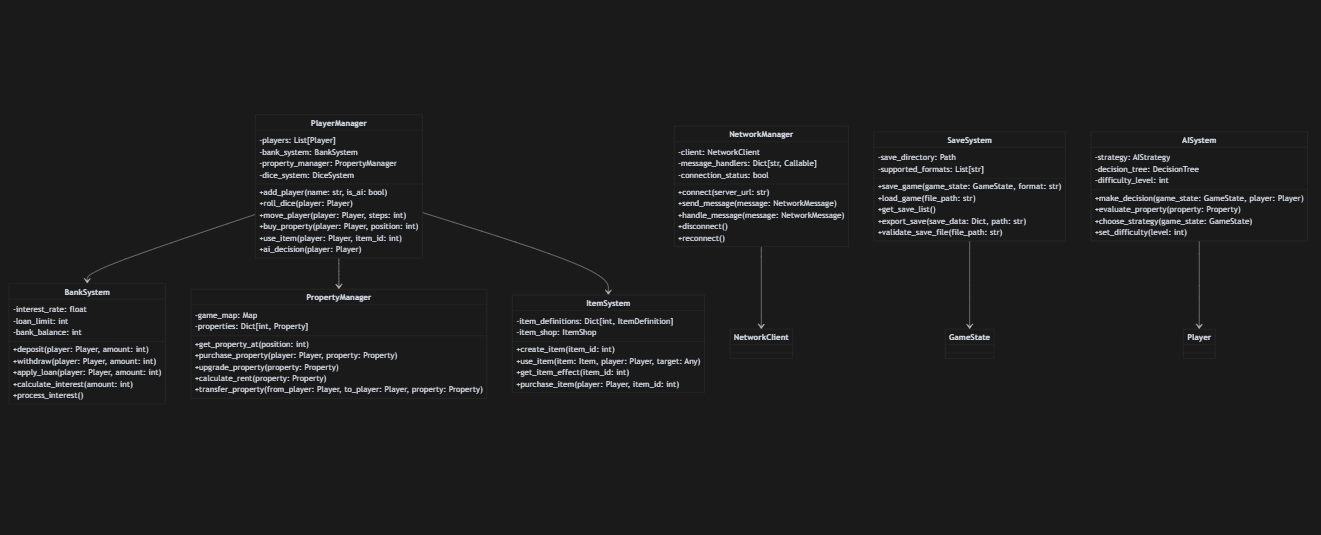 PlayerManager
-players: List[Player]
-bank_system: BankSystem
-property_manager: PropertyManager
-dice_system: DiceSystem
+add_player(name: str, is_ai: bool)
+roll_dice(player: Player)
+move_player(player: Player, steps: int)
+buy_property(player: Player, position: int)
+use_item(player: Player, item_id: int)
+ai_decision(player: Player)
NetworkManager
-client: NetworkClient
-message_handlers: Dict[str, Callable]
-connection_status: bool
+connect(server_url: str)
+send_message(message: NetworkMessage)
+handle_message(message: NetworkMessage)
+disconnect()
+reconnect()
SaveSystem
-save_directory: Path
-supported_formats: List[str]
+save_game(game_state: GameState, format: str)
+load_game(file_path: str)
+get_save_list()
+export_save(save_data: Dict, path: str)
+validate_save_file(file_path: str)
AISystem
-strategy: AIStrategy
-decision_tree: DecisionTree
-difficulty_level: int
+make_decision(game_state: GameState, player: Player)
+evaluate_property(property: Property)
+choose_strategy(game_state: GameState)
+set_difficulty(level: int)
BankSystem
-interest_rate: float
-loan_limit: int
-bank_balance: int
+deposit(player: Player, amount: int)
+withdraw(player: Player, amount: int)
+apply_loan(player: Player, amount: int)
+calculate_interest(amount: int)
+process_interest()
PropertyManager
-game_map: Map
-properties: Dict[int, Property]
+get_property_at(position: int)
+purchase_property(player: Player, property: Property)
+upgrade_property(property: Property)
+calculate_rent(property: Property)
+transfer_property(from_player: Player, to_player: Player, property: Property)
ItemSystem
-item_definitions: Dict[int, ItemDefinition]
-item_shop: ItemShop
+create_item(item_id: int)
+use_item(item: Item, player: Player, target: Any)
+get_item_effect(item_id: int)
+purchase_item(player: Player, item_id: int)
NetworkClient
GameState
Player